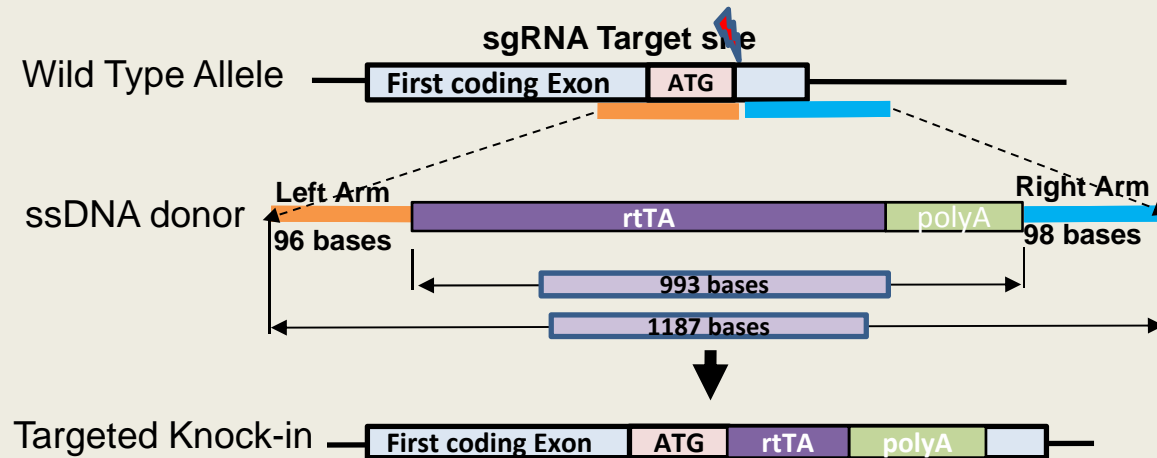 sgRNA Target site
Wild Type Allele
First coding Exon ATG
Left Arm
Right Arm
ssDNA donor
rtTA polyA
96 bases
98 bases
993 bases
1187 bases
Targeted Knock-in
First coding Exon ATG rtTA polyA